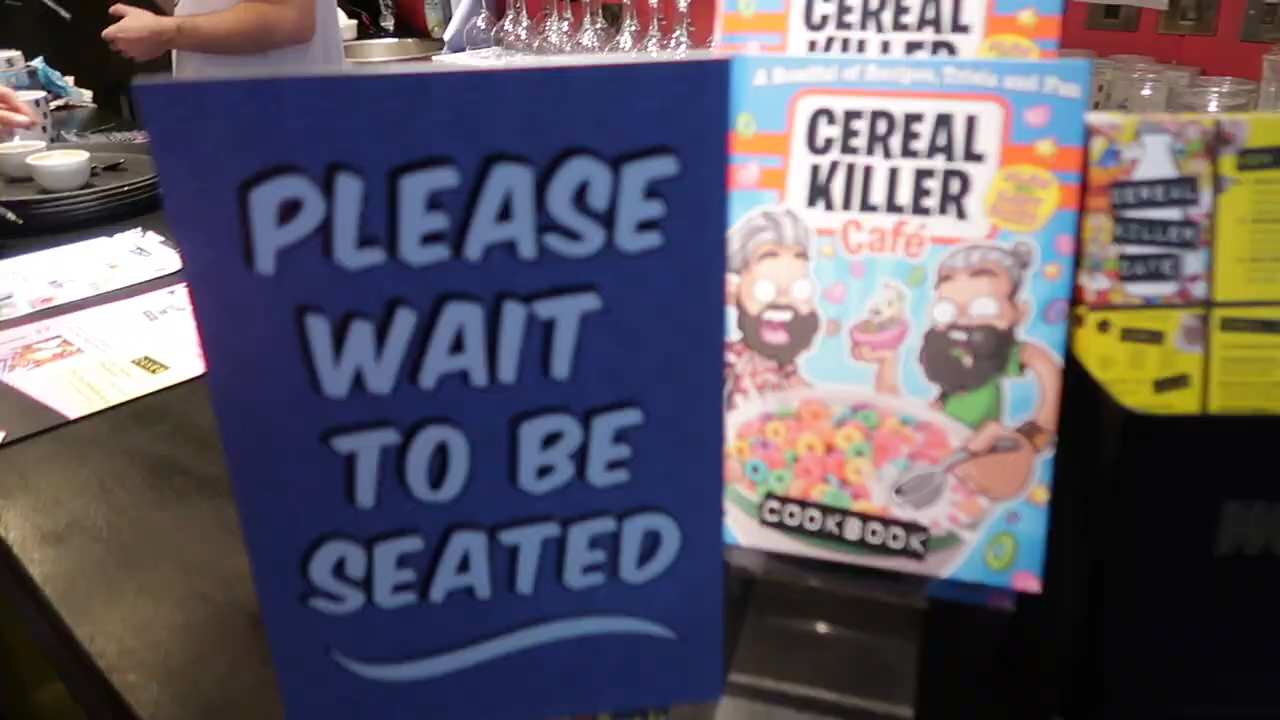 PLEASE
WAIT
TO BE
SEATED
CEREAL
KILLER
A Bowlful of Recipes, Trivia and Fun
CEREAL
KILLER
Café
COOKBOOK
CEREAL
KILLER
CAFE